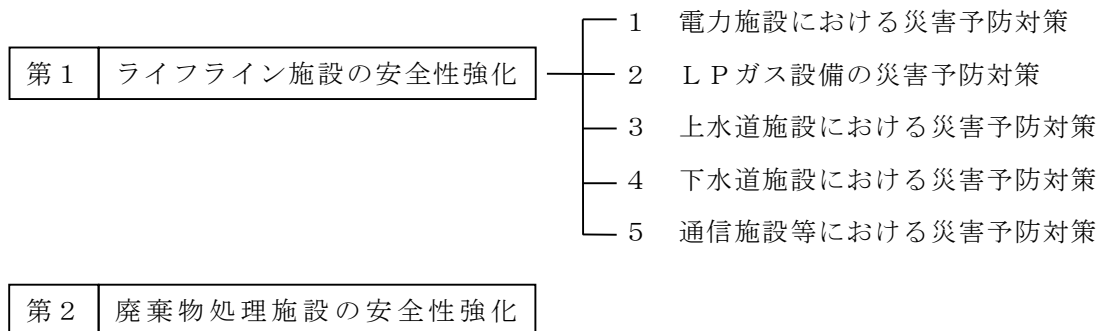 1 電力施設における災害予防対策
第1 ライフライン施設の安全性強化
2 LPガス設備の災害予防対策
3 上水道施設における災害予防対策
4 下水道施設における災害予防対策
5 通信施設等における災害予防対策
第2 廃棄物処理施設の安全性強化